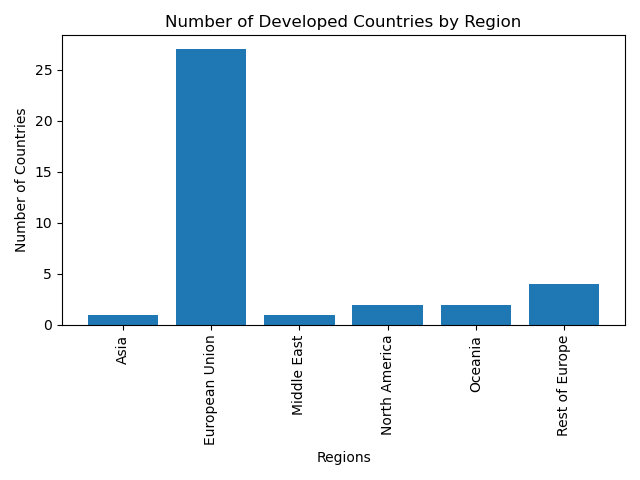 Number of Developed Countries by Region
Number of Countries
25
20
15
10
5
0
Asia
European Union
Middle East
North America
Oceania
Rest of Europe
Regions